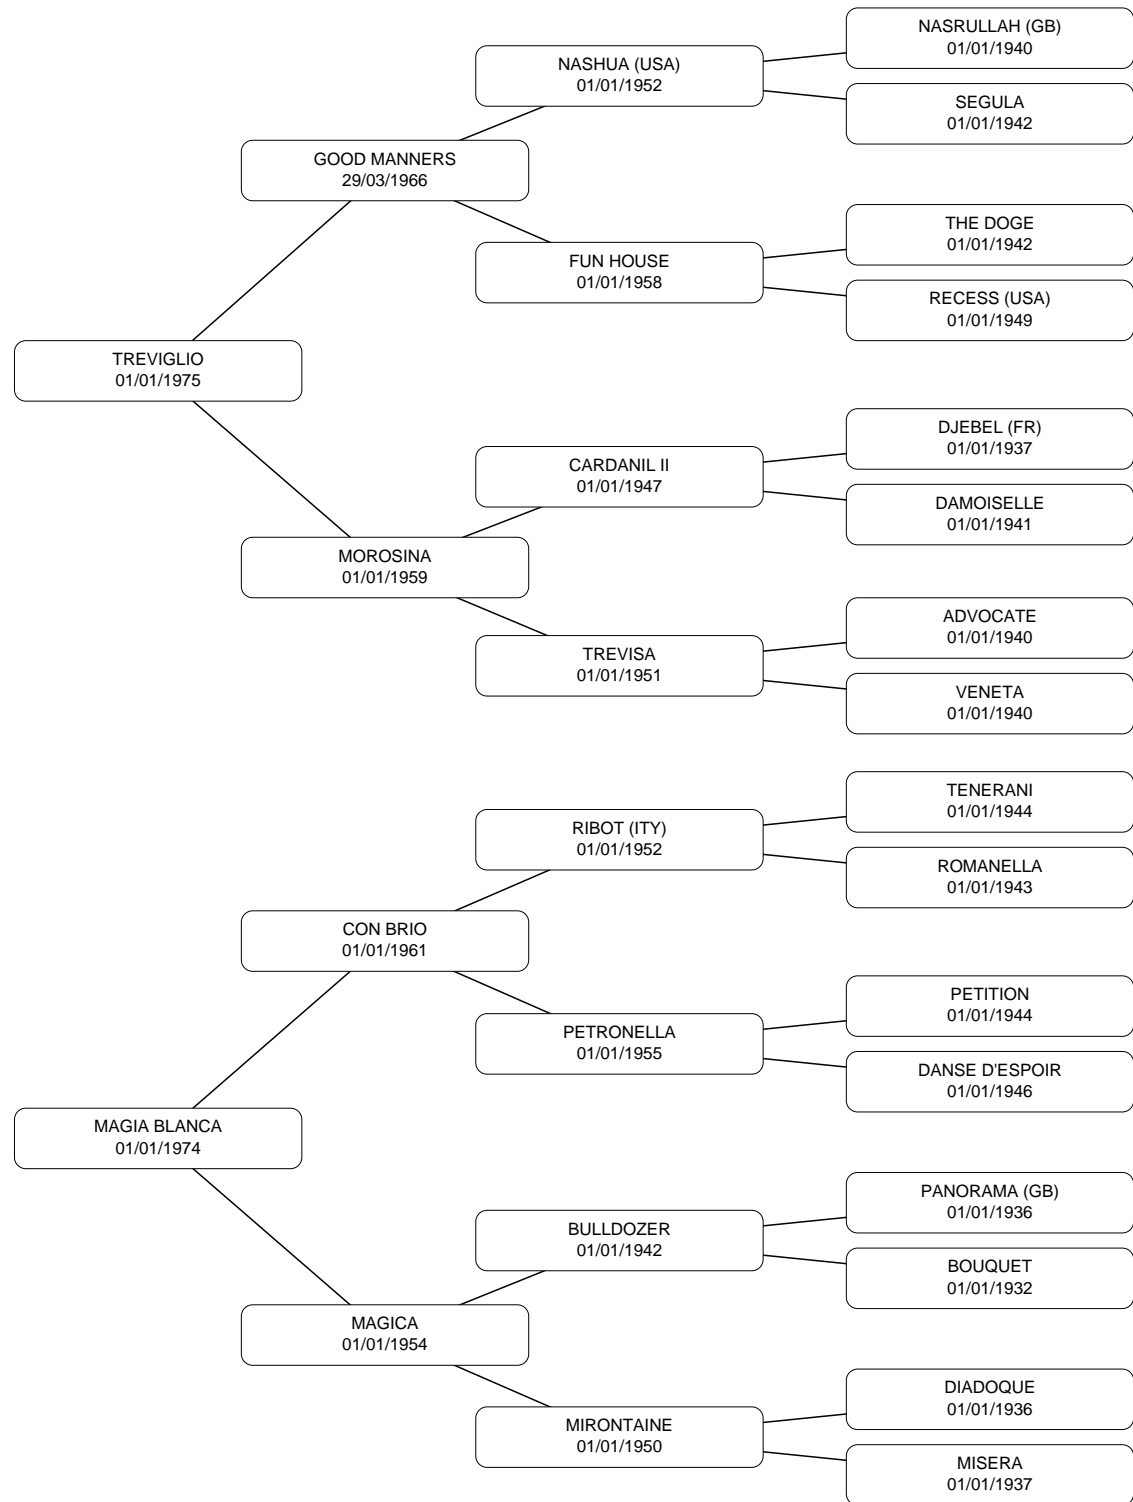 NASRULLAH (GB)
01/01/1940
NASHUA (USA)
01/01/1952
SEGULA
01/01/1942
GOOD MANNERS
29/03/1966
THE DOGE
01/01/1942
FUN HOUSE
01/01/1958
RECESS (USA)
01/01/1949
TREVIGLIO
01/01/1975
DJEBEL (FR)
01/01/1937
CARDANIL II
01/01/1947
DAMOISELLE
01/01/1941
MOROSINA
01/01/1959
ADVOCATE
01/01/1940
TREVISA
01/01/1951
VENETA
01/01/1940
TENERANI
01/01/1944
RIBOT (ITY)
01/01/1952
ROMANELLA
01/01/1943
CON BRIO
01/01/1961
PETITION
01/01/1944
PETRONELLA
01/01/1955
DANSE D'ESPOIR
01/01/1946
MAGIA BLANCA
01/01/1974
PANORAMA (GB)
01/01/1936
BULLDOZER
01/01/1942
BOUQUET
01/01/1932
MAGICA
01/01/1954
DIADOQUE
01/01/1936
MIRONTAINE
01/01/1950
MISERA
01/01/1937